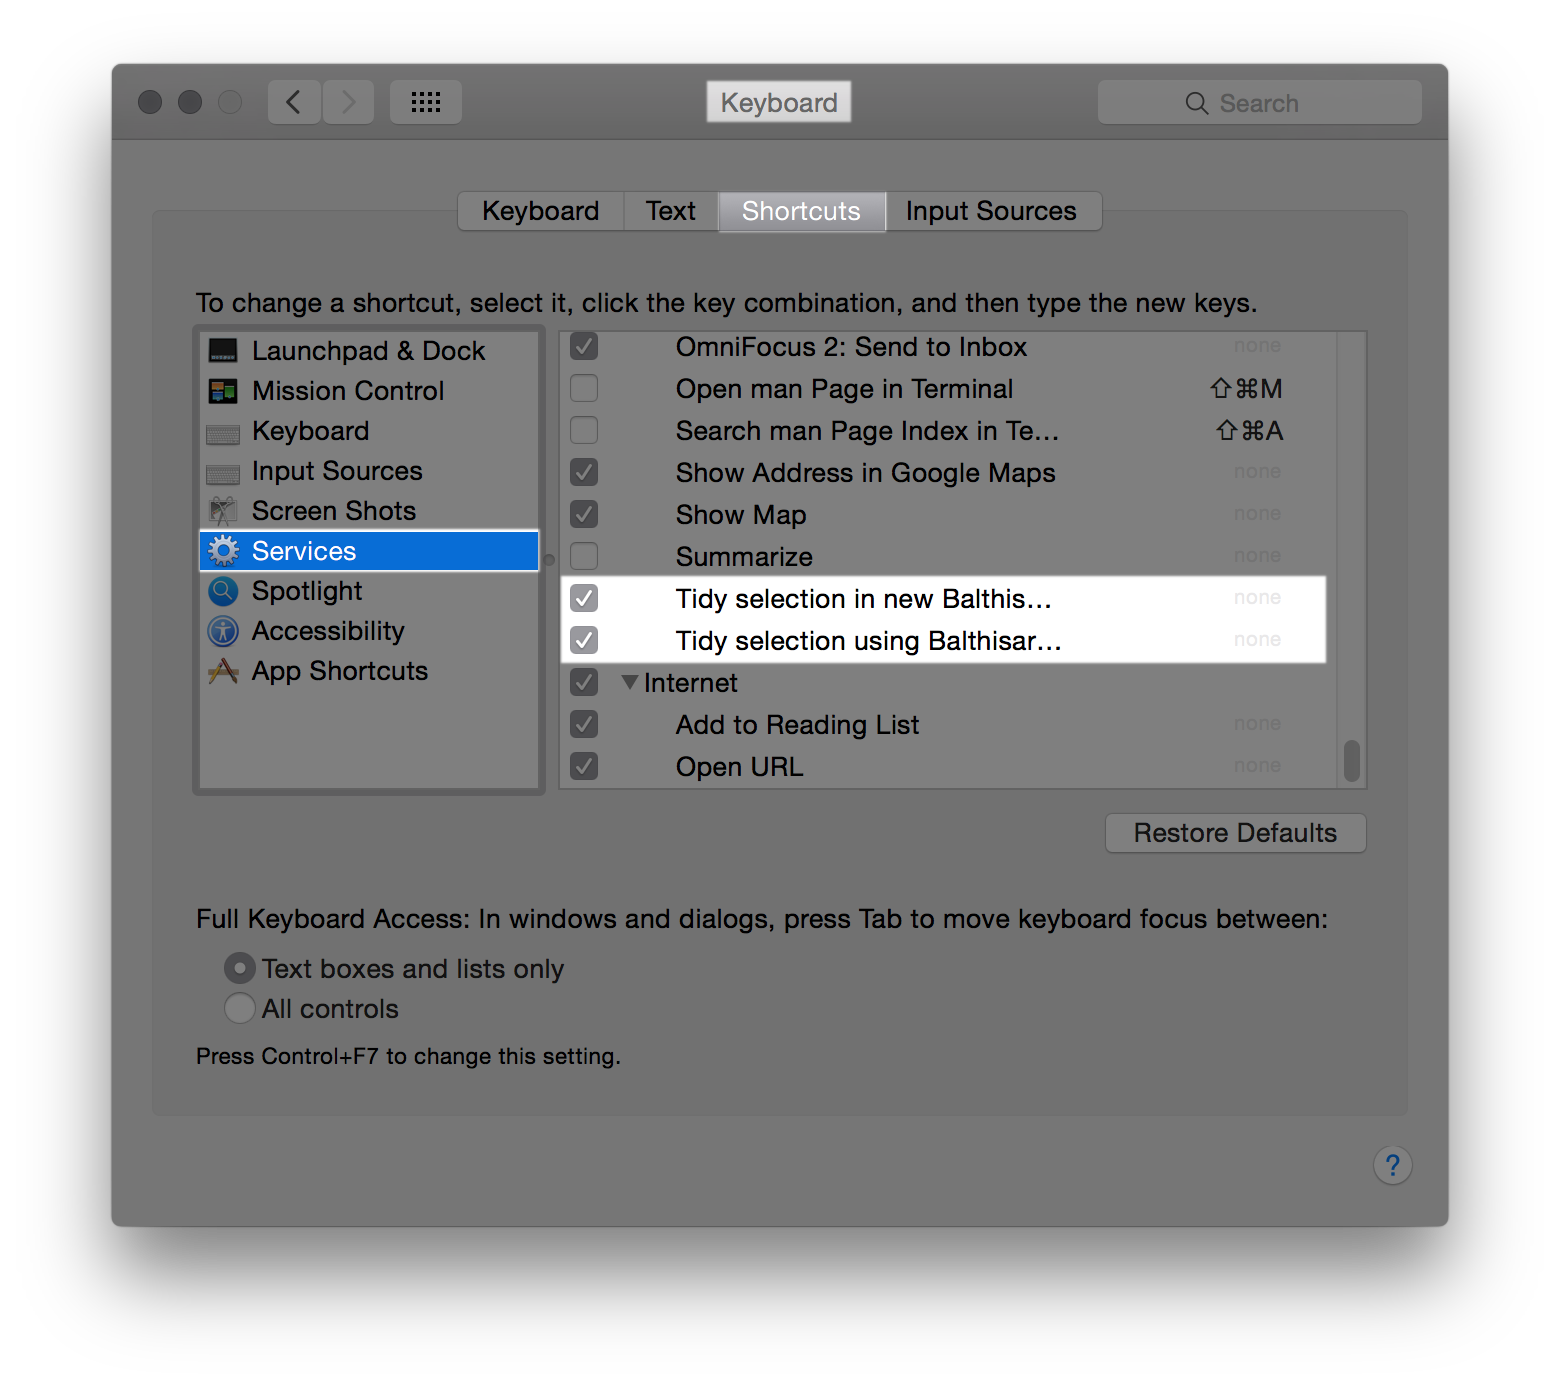 Keyboard
Search
Keyboard Text Shortcuts Input Sources
To change a shortcut, select it, click the key combination, and then type the new keys.
Launchpad & Dock
Mission Control
Keyboard
Input Sources
Screen Shots
Services
Spotlight
Accessibility
App Shortcuts
OmniFocus 2: Send to Inbox none
Open man Page in Terminal ⇧⌘M
Search man Page Index in Te… ⇧⌘A
Show Address in Google Maps none
Show Map none
Summarize none
Tidy selection in new Balthis… none
Tidy selection using Balthisar… none
Internet
Add to Reading List none
Open URL none
Restore Defaults
Full Keyboard Access: In windows and dialogs, press Tab to move keyboard focus between:
Text boxes and lists only
All controls
Press Control+F7 to change this setting.
?